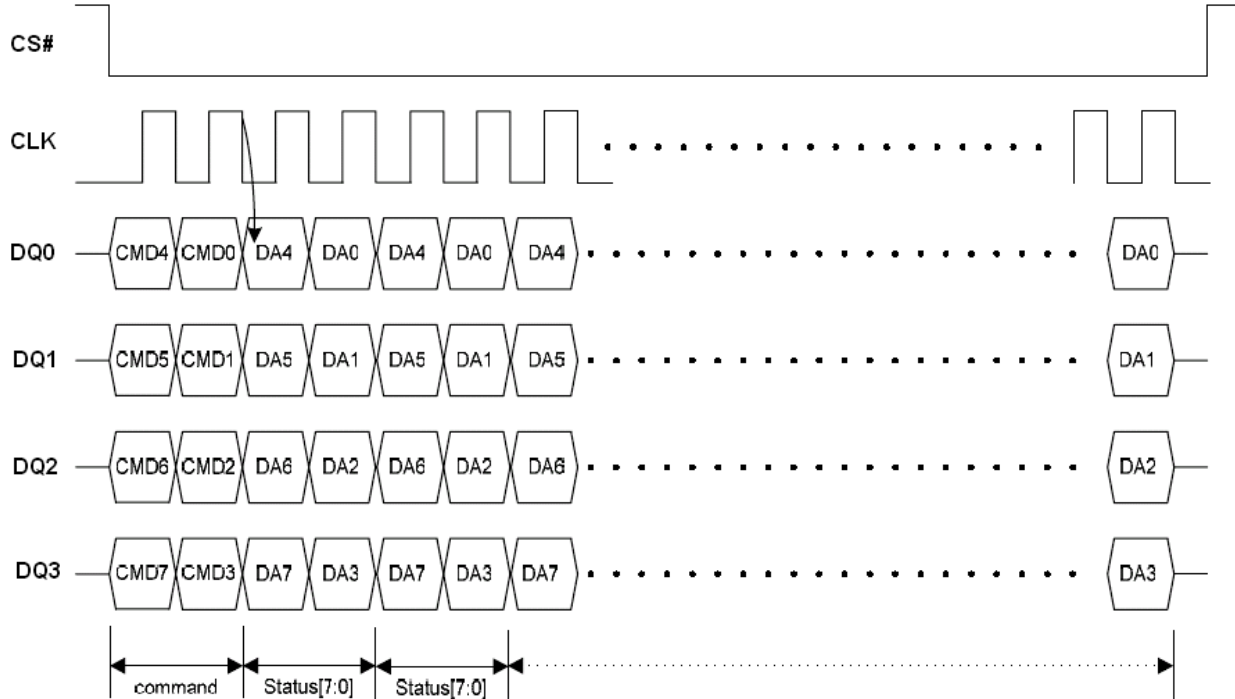 CS#
CLK
DQ0 CMD4 CMD0 DA4 DA0 DA4 DA0 DA4 DA0
DQ1 CMD5 CMD1 DA5 DA1 DA5 DA1 DA5 DA1
DQ2 CMD6 CMD2 DA6 DA2 DA6 DA2 DA6 DA2
DQ3 CMD7 CMD3 DA7 DA3 DA7 DA3 DA7 DA3
command Status[7:0] Status[7:0]